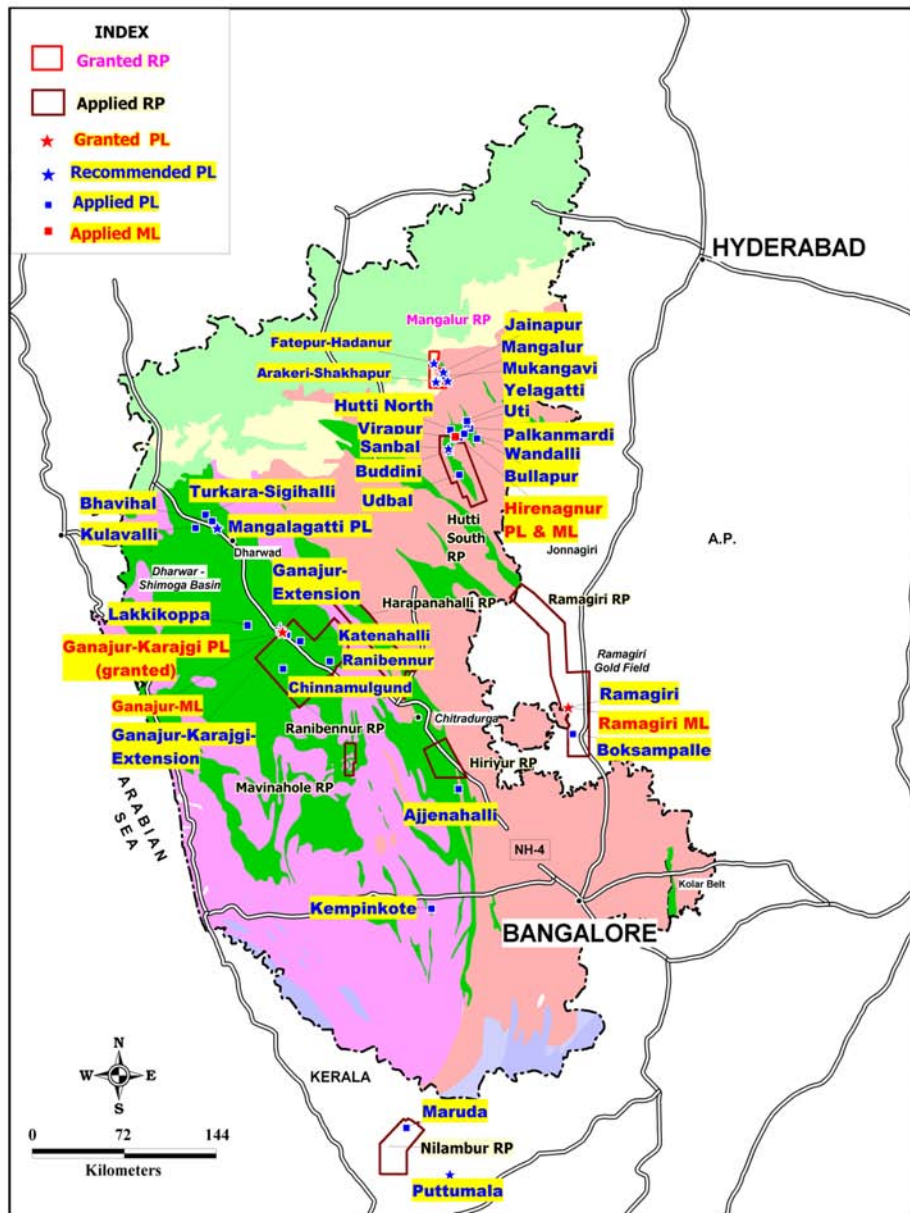 INDEX
Granted RP
Applied RP
Granted PL
Recommended PL
Applied PL
Applied ML
HYDERABAD
Mangalur RP
Jainapur
Fatepur-Hadanur
Mangalur
Arakeri-Shakhapur
Mukangavi
Yelagatti
Hutti North
Uti
Virapur
Palkanmardi
Sanbal
Wandalli
Buddini
Bullapur
Udbal
Hirenagnur
PL & ML
Turkara-Sigihalli
Bhavihal
Mangalagatti PL
Kulavalli
Hutti
South
RP
Jonnagiri
A.P.
Dharwad
Dharwar -
Shimoga Basin
Ganajur-
Extension
Harapanahalli RP
Ramagiri RP
Lakkikoppa
Katenahalli
Ganajur-Karajgi PL
(granted)
Ranibennur
Ramagiri
Gold Field
Chinnamulgund
Ramagiri
Ganajur-ML
Chitradurga
Ramagiri ML
Ganajur-Karajgi-
Extension
Ranibennur RP
Boksampalle
Hiriyur RP
Mavinahole RP
ARABIAN
SEA
Ajjenahalli
NH-4
Kolar Belt
Kempinkote
BANGALORE
N
W E
S
KERALA
Maruda
0 72 144
Kilometers
Nilambur RP
Puttumala